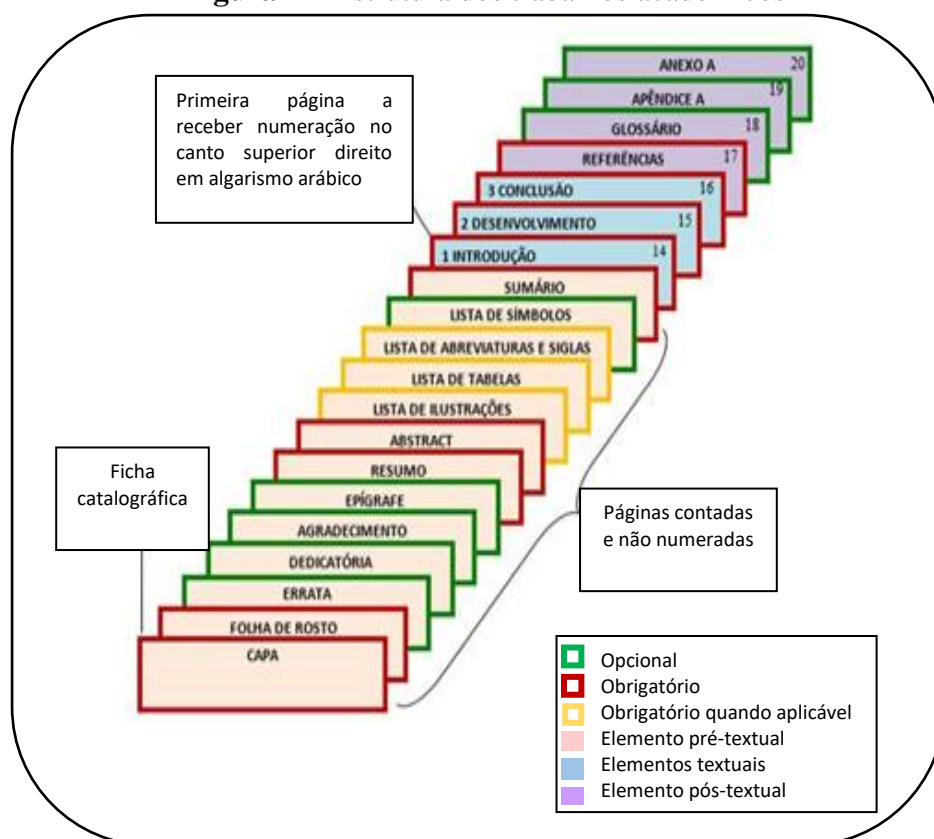 Primeira página a
receber numeração no
canto superior direito
em algarismo arábico
ANEXO A 20
APÊNDICE A 19
GLOSSÁRIO 18
REFERÊNCIAS 17
3 CONCLUSÃO 16
2 DESENVOLVIMENTO 15
1 INTRODUÇÃO 14
SUMÁRIO
LISTA DE SÍMBOLOS
LISTA DE ABREVIATURAS E SIGLAS
LISTA DE TABELAS
LISTA DE ILUSTRAÇÕES
ABSTRACT
RESUMO
EPÍGRAFE
AGRADECIMENTO
DEDICATÓRIA
ERRATA
FOLHA DE ROSTO
CAPA
Ficha
catalográfica
Páginas contadas
e não numeradas
Opcional
Obrigatório
Obrigatório quando aplicável
Elemento pré-textual
Elementos textuais
Elemento pós-textual